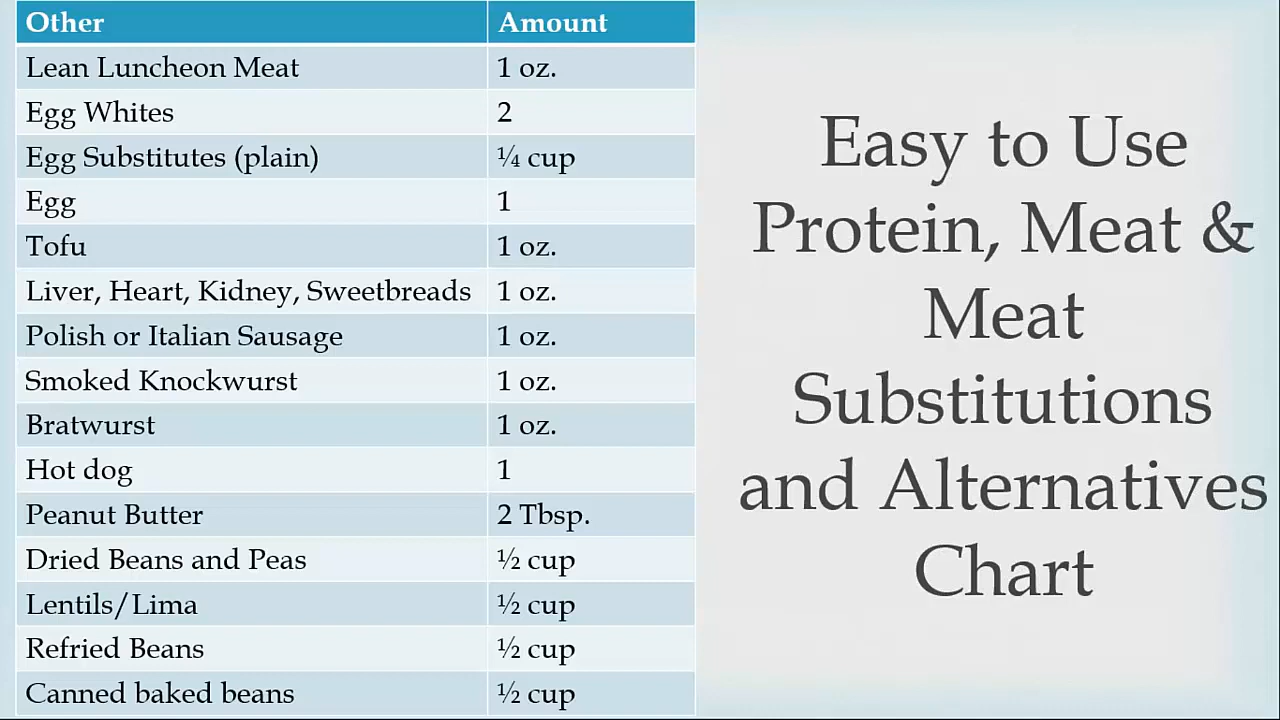 Other Amount
Lean Luncheon Meat 1 oz.
Egg Whites 2
Egg Substitutes (plain) ¼ cup
Egg 1
Tofu 1 oz.
Liver, Heart, Kidney, Sweetbreads 1 oz.
Polish or Italian Sausage 1 oz.
Smoked Knockwurst 1 oz.
Bratwurst 1 oz.
Hot dog 1
Peanut Butter 2 Tbsp.
Dried Beans and Peas ½ cup
Lentils/Lima ½ cup
Refried Beans ½ cup
Canned baked beans ½ cup
Easy to Use
Protein, Meat &
Meat
Substitutions
and Alternatives
Chart